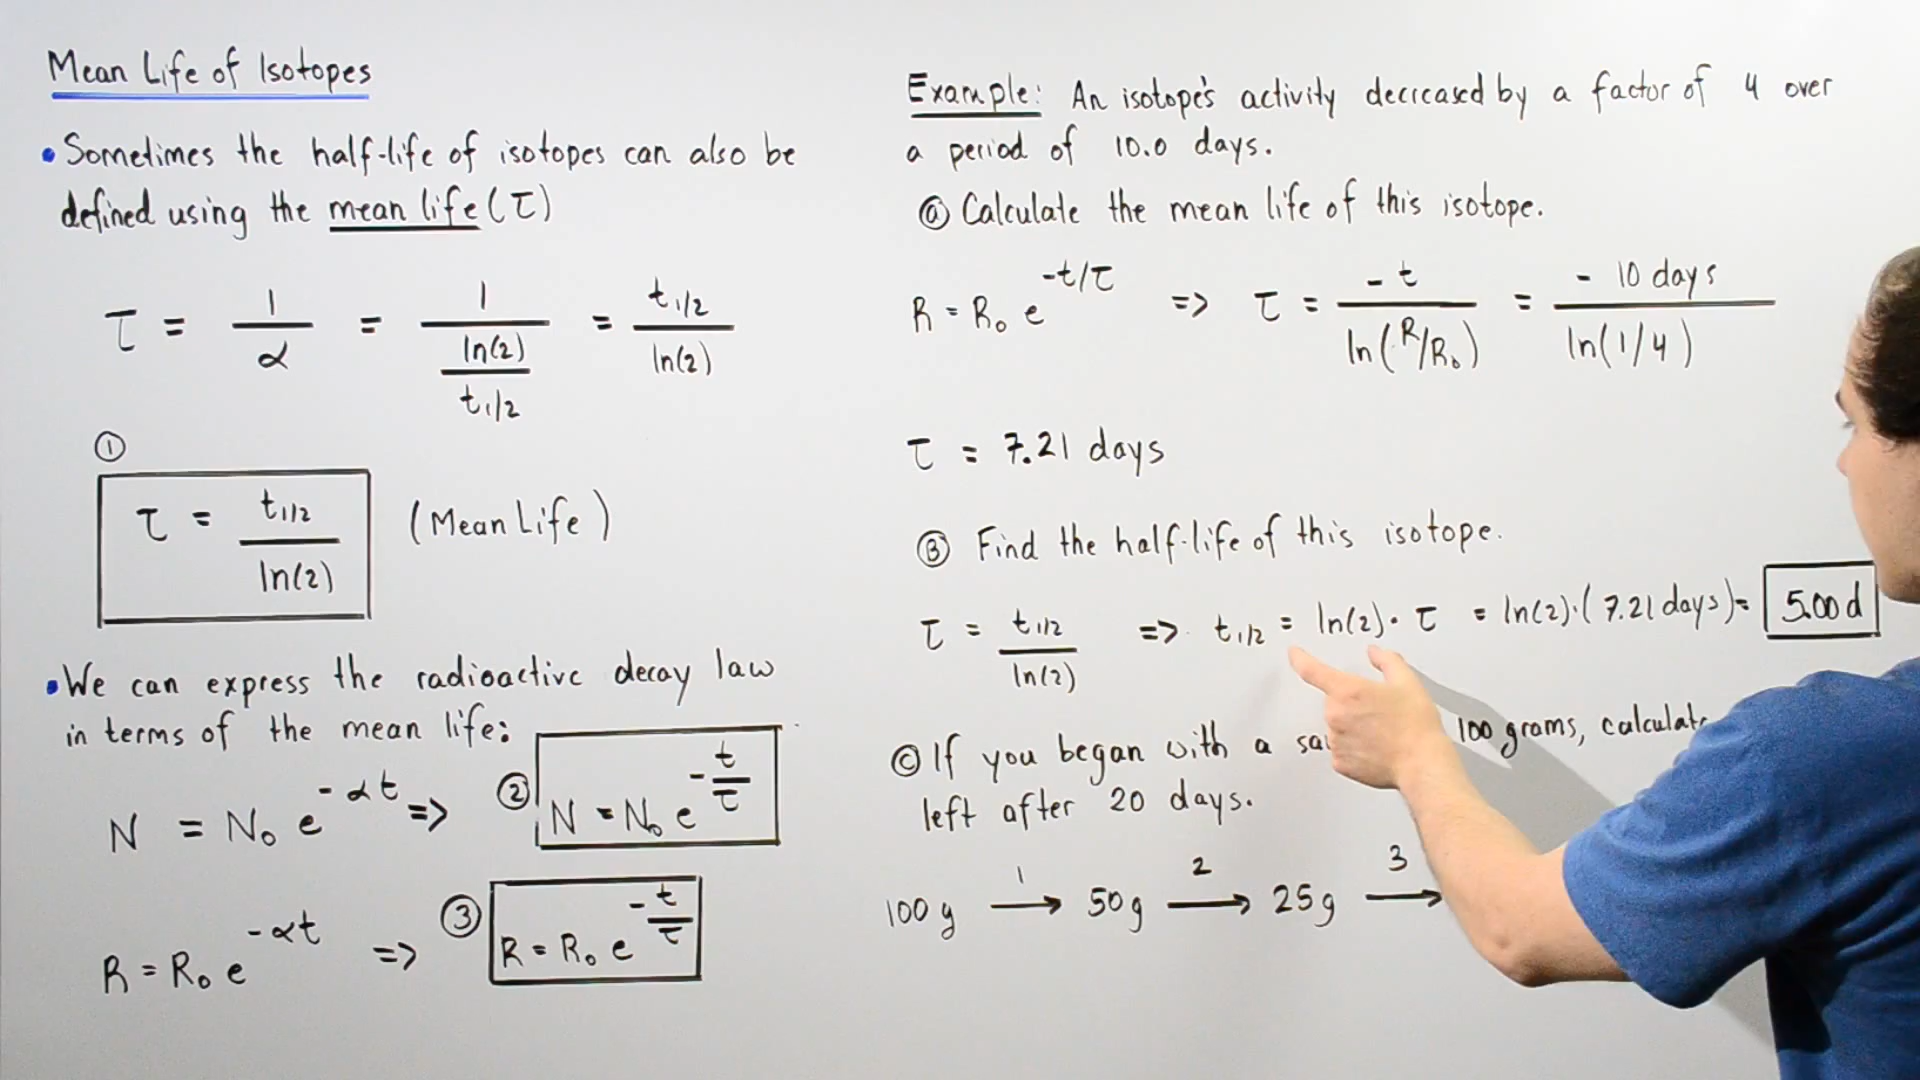 Mean Life of Isotopes
• Sometimes the half-life of isotopes can also be
defined using the mean life (τ)
τ = 1/α = 1/(ln(2)/t1/2) = t1/2/ln(2)
①
τ = t1/2/ln(2) (Mean Life)
• We can express the radioactive decay law
in terms of the mean life:
N = N₀ e^(-αt) => ② N = N₀ e^(-t/τ)
R = R₀ e^(-αt) => ③ R = R₀ e^(-t/τ)
Example: An isotope's activity decreased by a factor of 4 over
a period of 10.0 days.
Ⓐ Calculate the mean life of this isotope.
R = R₀ e^(-t/τ) => τ = -t/ln(R/R₀) = -10 days/ln(1/4)
τ = 7.21 days
Ⓑ Find the half-life of this isotope.
τ = t1/2/ln(2) => t1/2 = ln(2)·τ = ln(2)·(7.21 days) = 5.00 d
Ⓒ If you began with a 100 grams, calculate
left after 20 days.
100 g —1→ 50 g —2→ 25 g —3→